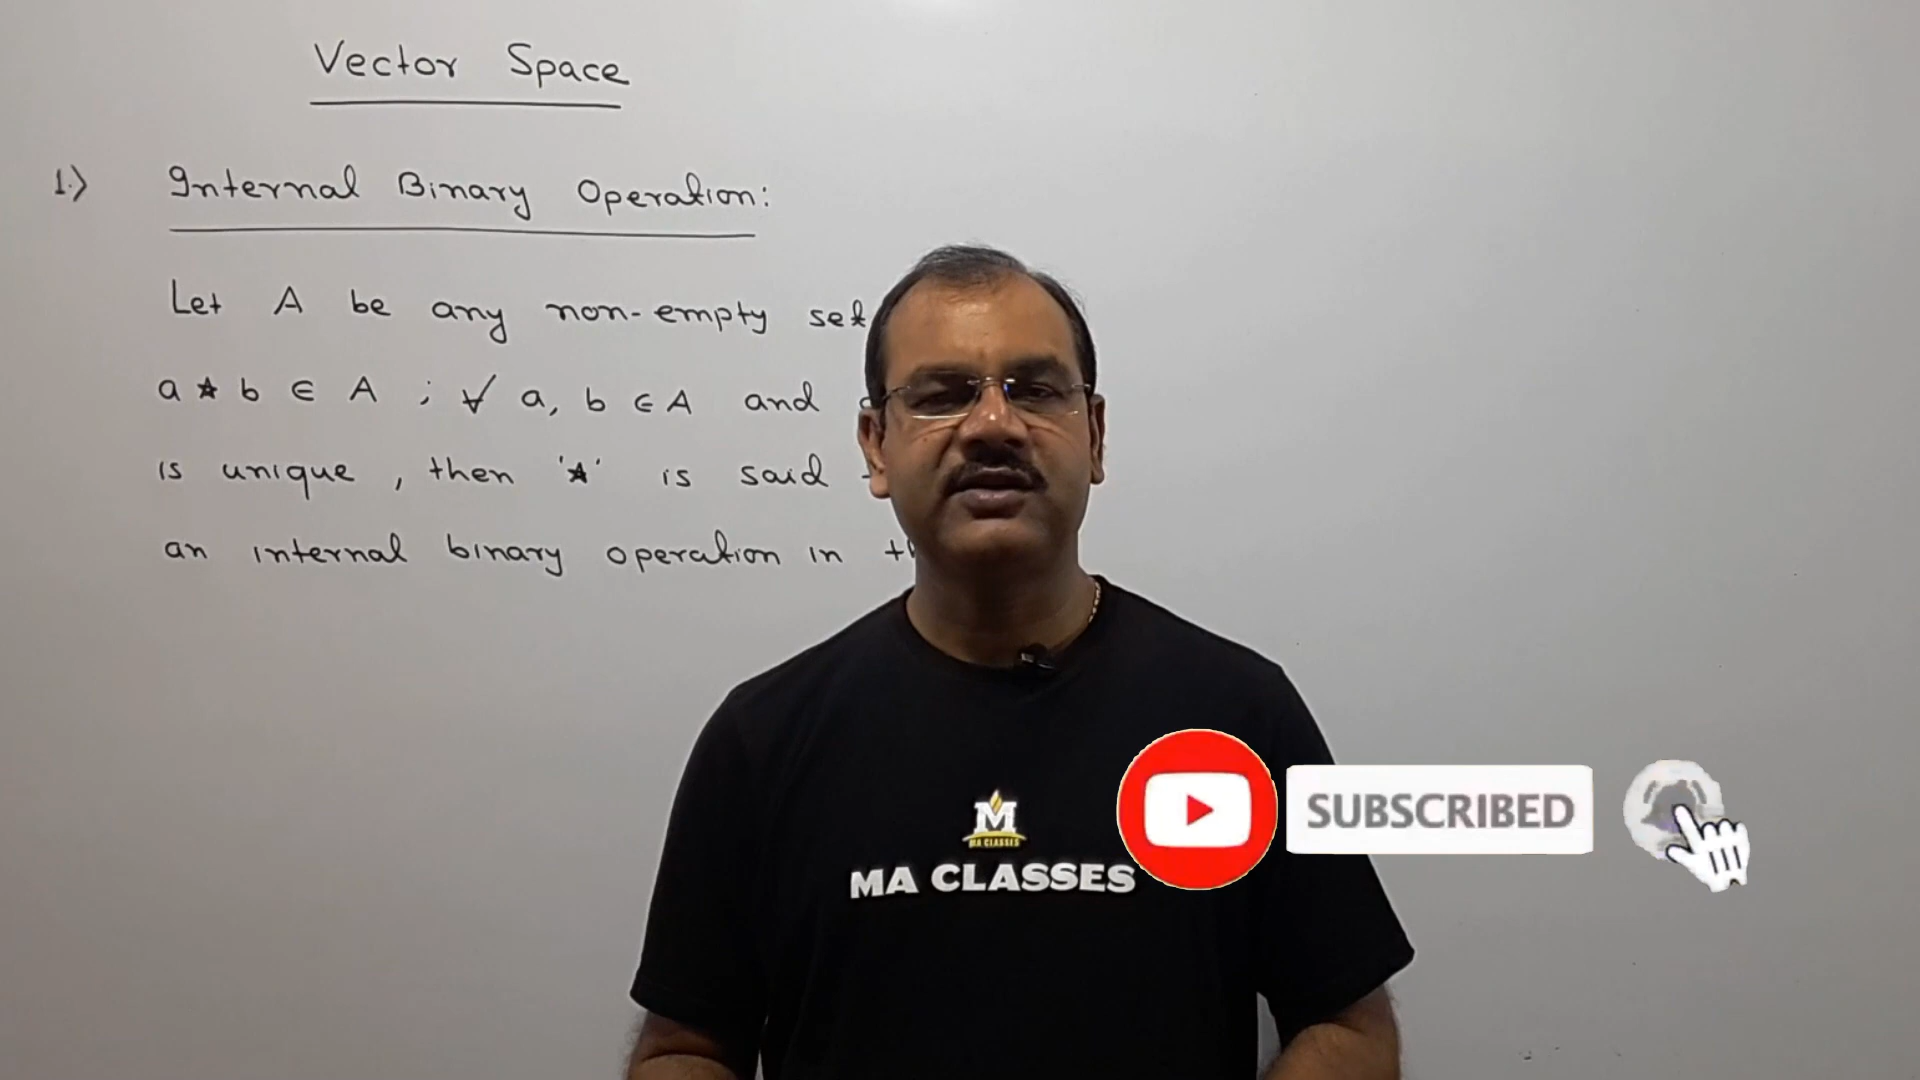 Vector Space
1.) Internal Binary Operation:
Let A be any non-empty set
a ★ b ∈ A ; ∀ a, b ∈ A and
is unique, then '★' is said
an internal binary operation in
SUBSCRIBED
M
MA CLASSES
MA CLASSES